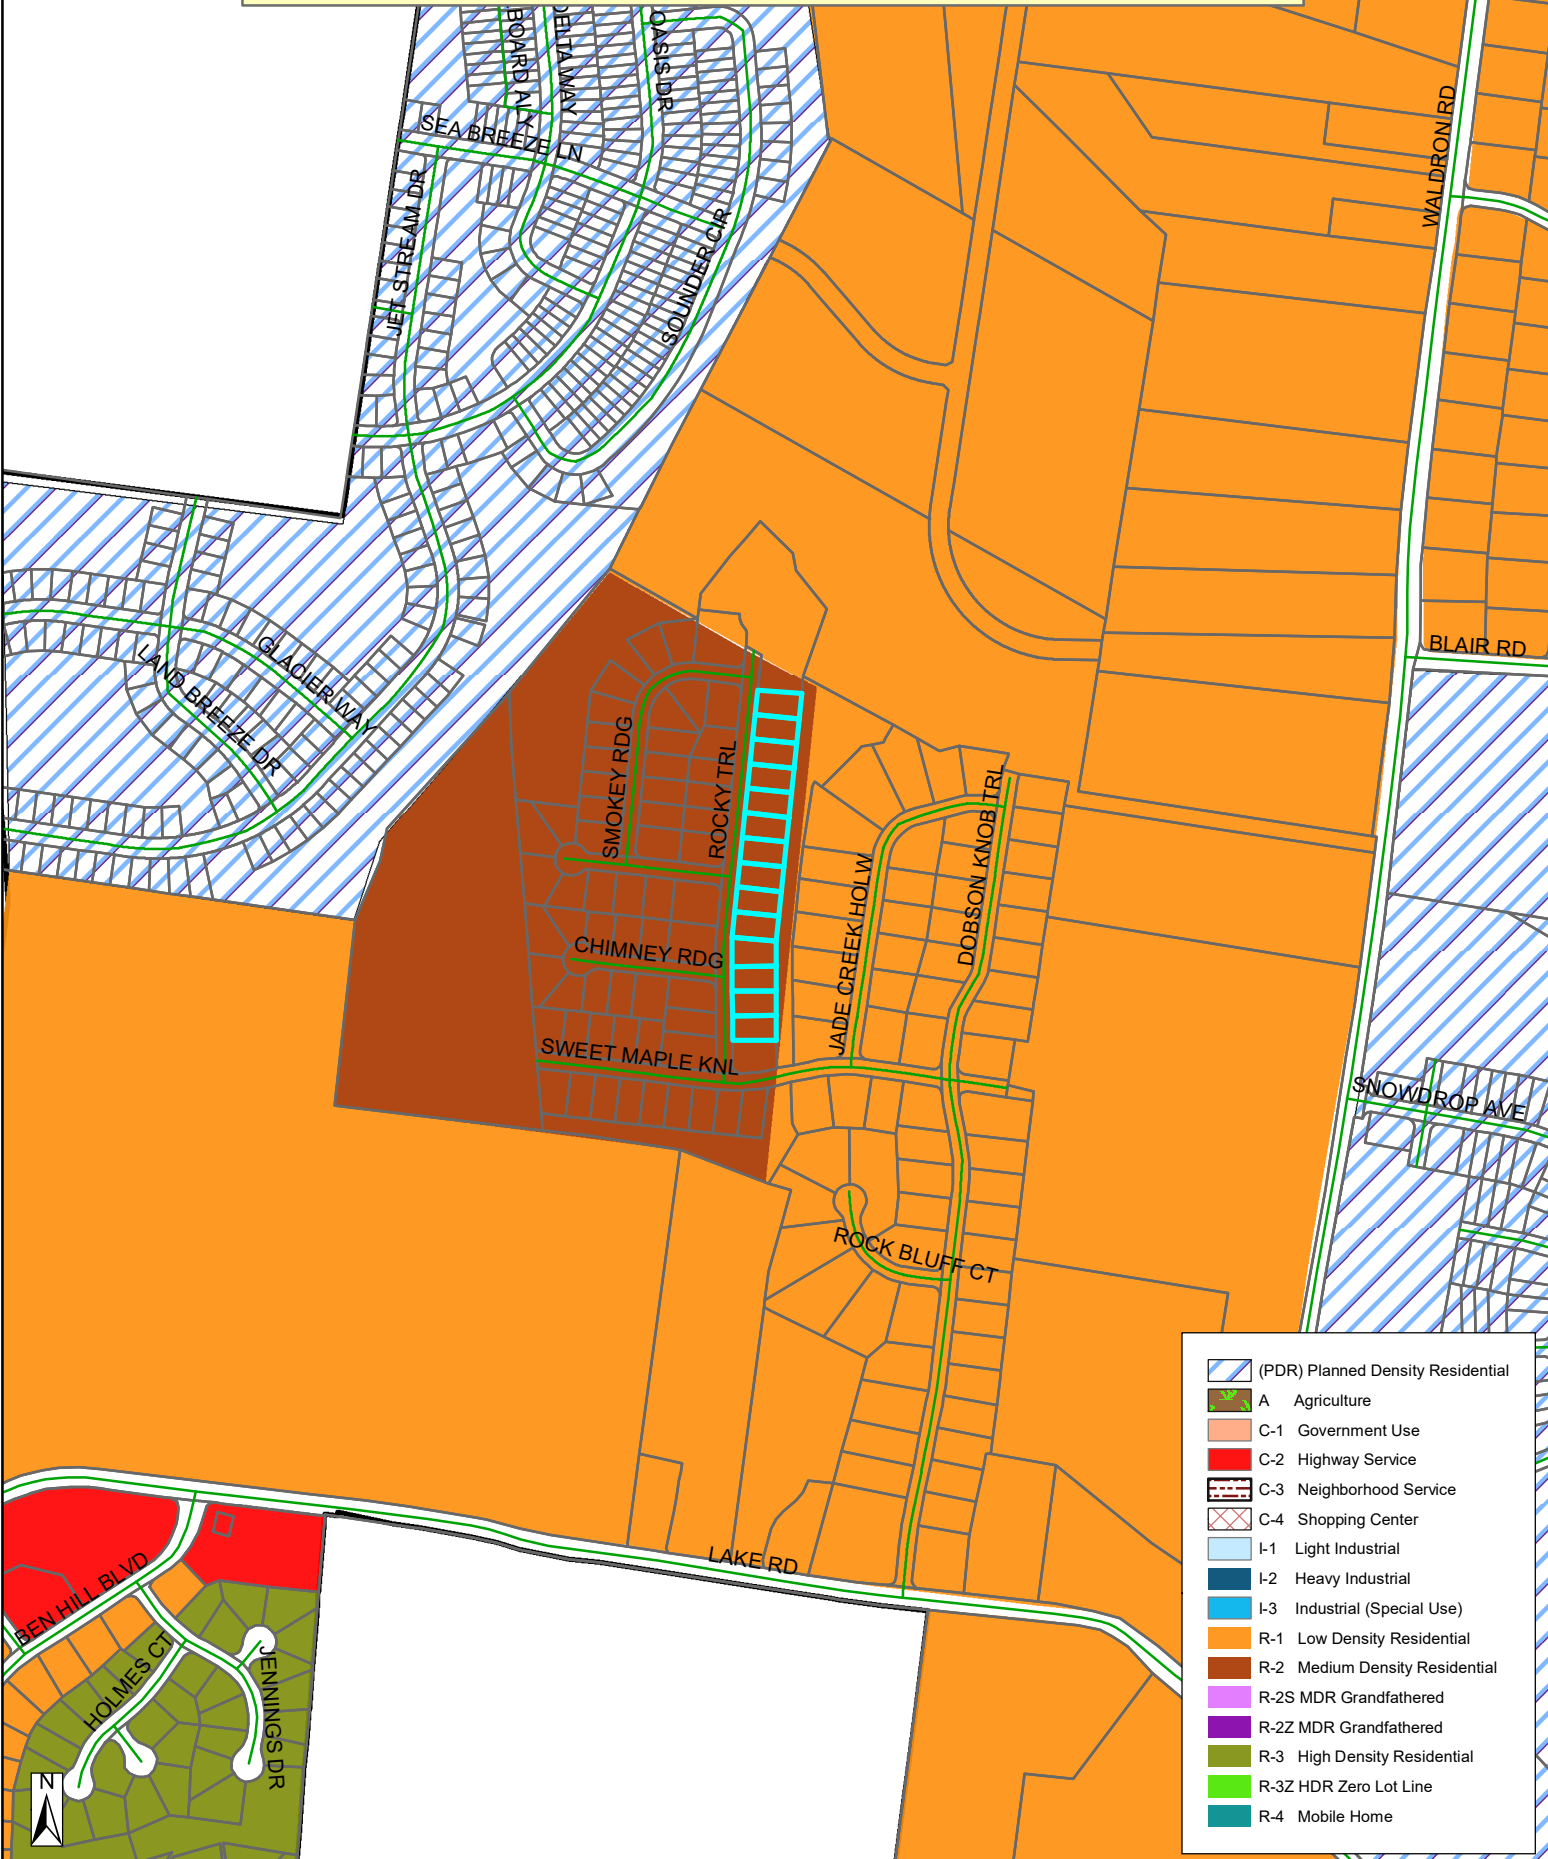 BOARD ALY
DELTA WAY
OASIS DR
SEA BREEZE LN
JET STREAM DR
SOUNDER CIR
WALDRON RD
BLAIR RD
GLACIER WAY
LAND BREEZE DR
SMOKEY RDG
ROCKY TRL
CHIMNEY RDG
SWEET MAPLE KNL
JADE CREEK HOLW
DOBSON KNOB TRL
SNOWDROP AVE
ROCK BLUFF CT
LAKE RD
BEN HILL BLVD
HOLMES CT
JENNINGS DR
N
(PDR) Planned Density Residential
A Agriculture
C-1 Government Use
C-2 Highway Service
C-3 Neighborhood Service
C-4 Shopping Center
I-1 Light Industrial
I-2 Heavy Industrial
I-3 Industrial (Special Use)
R-1 Low Density Residential
R-2 Medium Density Residential
R-2S MDR Grandfathered
R-2Z MDR Grandfathered
R-3 High Density Residential
R-3Z HDR Zero Lot Line
R-4 Mobile Home